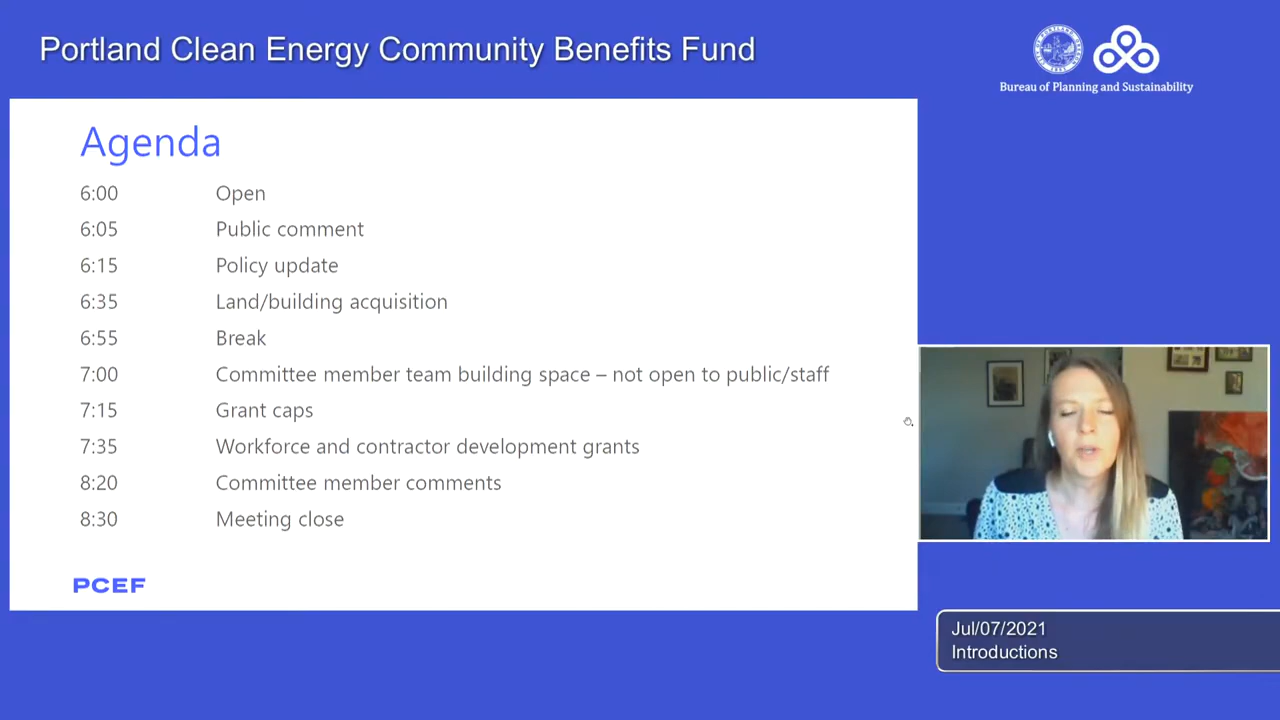 Portland Clean Energy Community Benefits Fund
Bureau of Planning and Sustainability
Agenda
6:00 Open
6:05 Public comment
6:15 Policy update
6:35 Land/building acquisition
6:55 Break
7:00 Committee member team building space – not open to public/staff
7:15 Grant caps
7:35 Workforce and contractor development grants
8:20 Committee member comments
8:30 Meeting close
PCEF
Jul/07/2021
Introductions